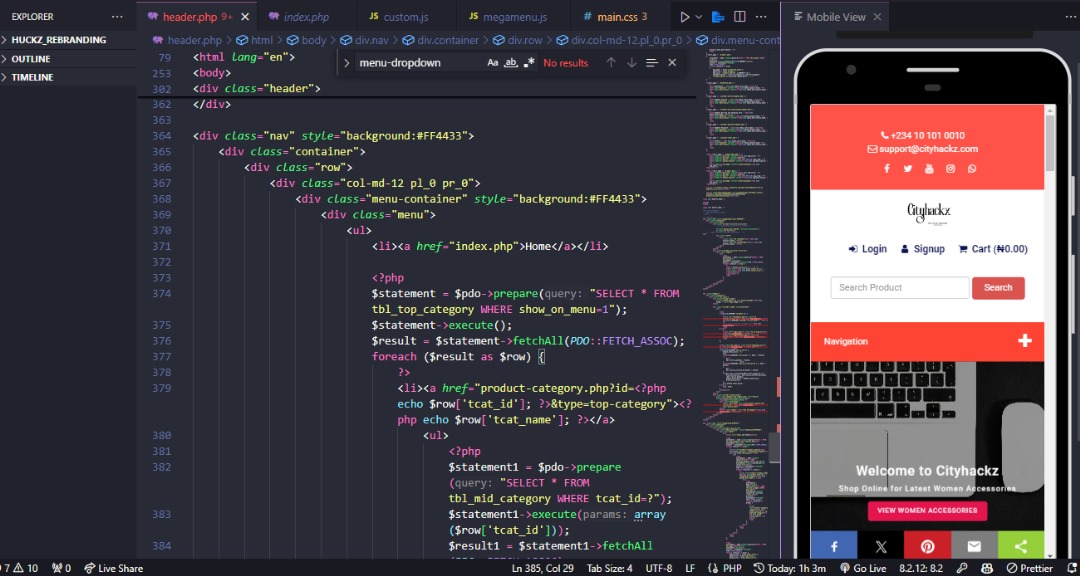 EXPLORER
HUCKZ_REBRANDING
OUTLINE
TIMELINE
header.php 9+
index.php
JS custom.js
JS megamenu.js
# main.css 3
header.php > html > body > div.nav > div.container > div.row > div.col-md-12.pl_0.pr_0 > div.menu-cont
menu-dropdown
Aa ab .* No results
79 <html lang="en">
253 <body>
302 <div class="header">
362 </div>
363
364 <div class="nav" style="background:#FF4433">
365 <div class="container">
366 <div class="row">
367 <div class="col-md-12 pl_0 pr_0">
368 <div class="menu-container" style="background:#FF4433">
369 <div class="menu">
370 <ul>
371 <li><a href="index.php">Home</a></li>
372
373 <?php
374 $statement = $pdo->prepare(query: "SELECT * FROM
tbl_top_category WHERE show_on_menu=1");
375 $statement->execute();
376 $result = $statement->fetchAll(PDO::FETCH_ASSOC);
377 foreach ($result as $row) {
378 ?>
379 <li><a href="product-category.php?id=<?php
echo $row['tcat_id']; ?>&type=top-category"><?
php echo $row['tcat_name']; ?></a>
380 <ul>
381 <?php
382 $statement1 = $pdo->prepare
(query: "SELECT * FROM
tbl_mid_category WHERE tcat_id=?");
383 $statement1->execute(params: array
($row['tcat_id']));
384 $result1 = $statement1->fetchAll
7 10 0 Live Share
Ln 385, Col 29 Tab Size: 4 UTF-8 LF PHP Today: 1h 3m Go Live 8.2.12: 8.2 Prettier
Mobile View
+234 10 101 0010
support@cityhackz.com
Cityhackz
Login Signup Cart (₦0.00)
Search Product
Search
Navigation
Welcome to Cityhackz
Shop Online for Latest Women Accessories
VIEW WOMEN ACCESSORIES